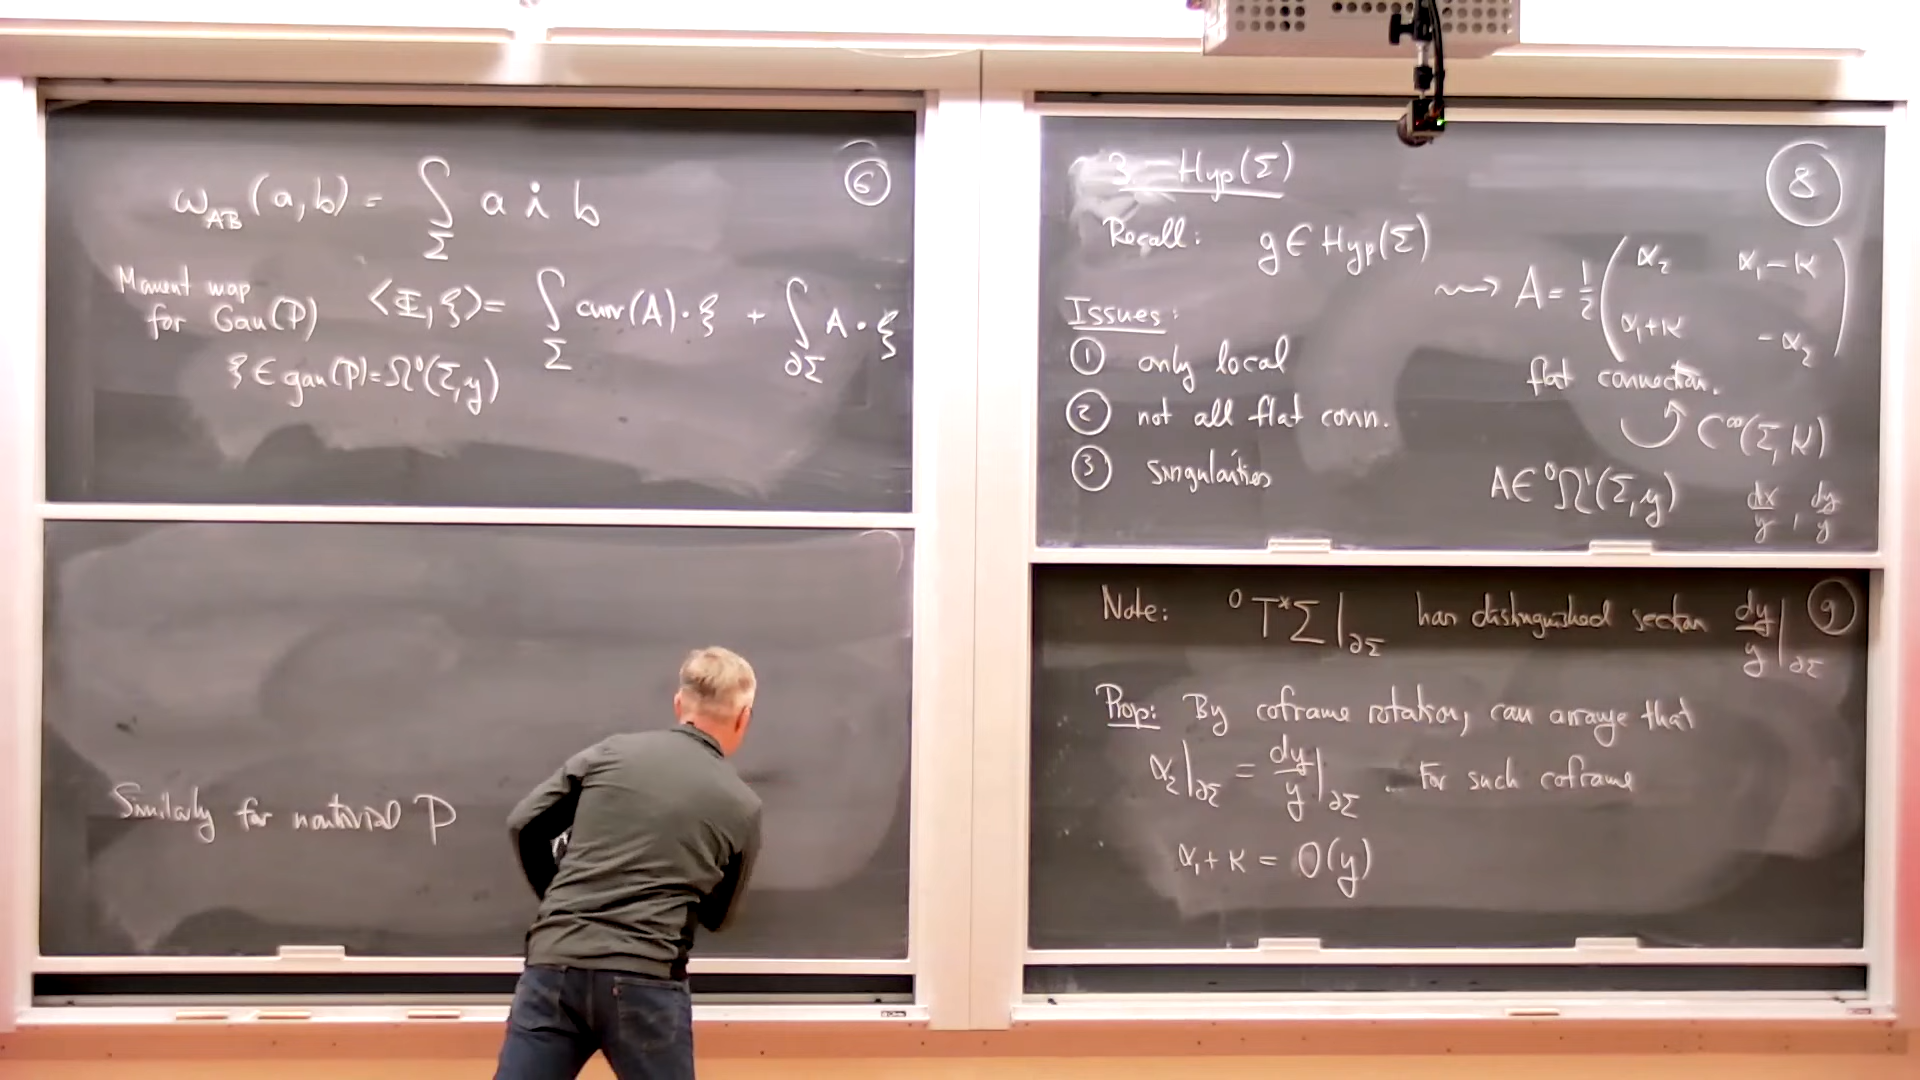 ⑥
ω_AB(a,b) = ∫_Σ a ∧̇ b
Moment map
for Gau(P) ⟨Φ,ξ⟩ = ∫_Σ curv(A)·ξ + ∫_∂Σ A·ξ
ξ ∈ gau(P) = Ω⁰(Σ,g)
Similarly for nontrivial P
⑧
3. Hyp(Σ)
Recall: g ∈ Hyp(Σ)
⇝ A = 1/2 ( α₂ α₁-κ
α₁+κ -α₂ )
flat connection.
↻ C^∞(Σ,K)
A ∈ ⁰Ω¹(Σ,g) dx/y, dy/y
Issues:
① only local
② not all flat conn.
③ Singularities
⑨
Note: ⁰T*Σ|_∂Σ has distinguished section dy/y|_∂Σ
Prop: By coframe rotation, can arrange that
α₂|_∂Σ = dy/y|_∂Σ . For such coframe
α₁+κ = O(y)